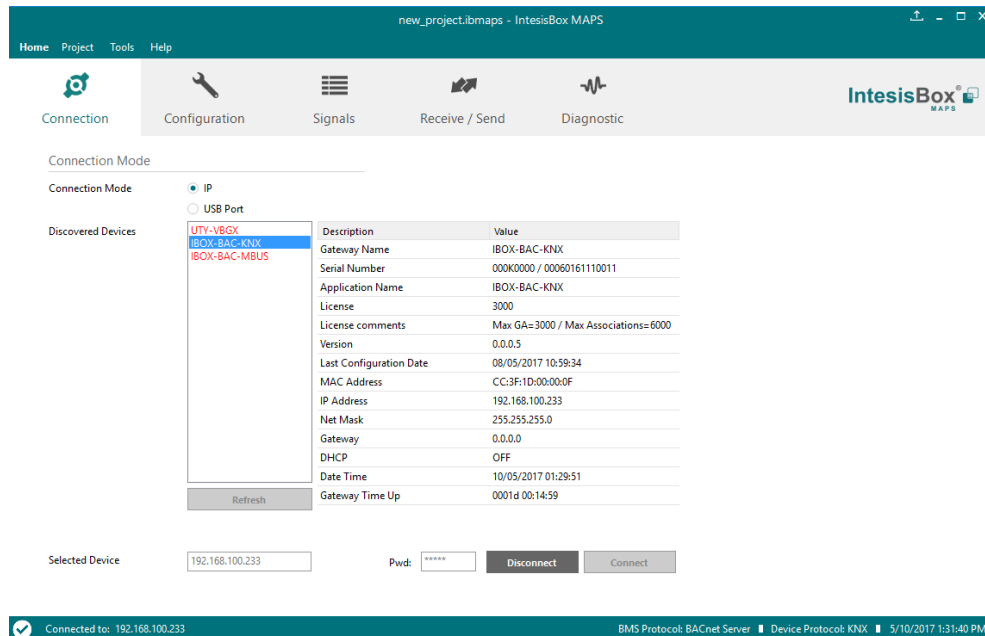 new_project.ibmaps - IntesisBox MAPS
Home Project Tools Help
Connection Configuration Signals Receive / Send Diagnostic
IntesisBox®
MAPS
Connection Mode
Connection Mode IP
USB Port
Discovered Devices
UTY-VBGX
IBOX-BAC-KNX
IBOX-BAC-MBUS
Refresh
Description Value
Gateway Name IBOX-BAC-KNX
Serial Number 000K0000 / 00060161110011
Application Name IBOX-BAC-KNX
License 3000
License comments Max GA=3000 / Max Associations=6000
Version 0.0.0.5
Last Configuration Date 08/05/2017 10:59:34
MAC Address CC:3F:1D:00:00:0F
IP Address 192.168.100.233
Net Mask 255.255.255.0
Gateway 0.0.0.0
DHCP OFF
Date Time 10/05/2017 01:29:51
Gateway Time Up 0001d 00:14:59
Selected Device 192.168.100.233 Pwd: ***** Disconnect Connect
Connected to: 192.168.100.233 BMS Protocol: BACnet Server Device Protocol: KNX 5/10/2017 1:31:40 PM